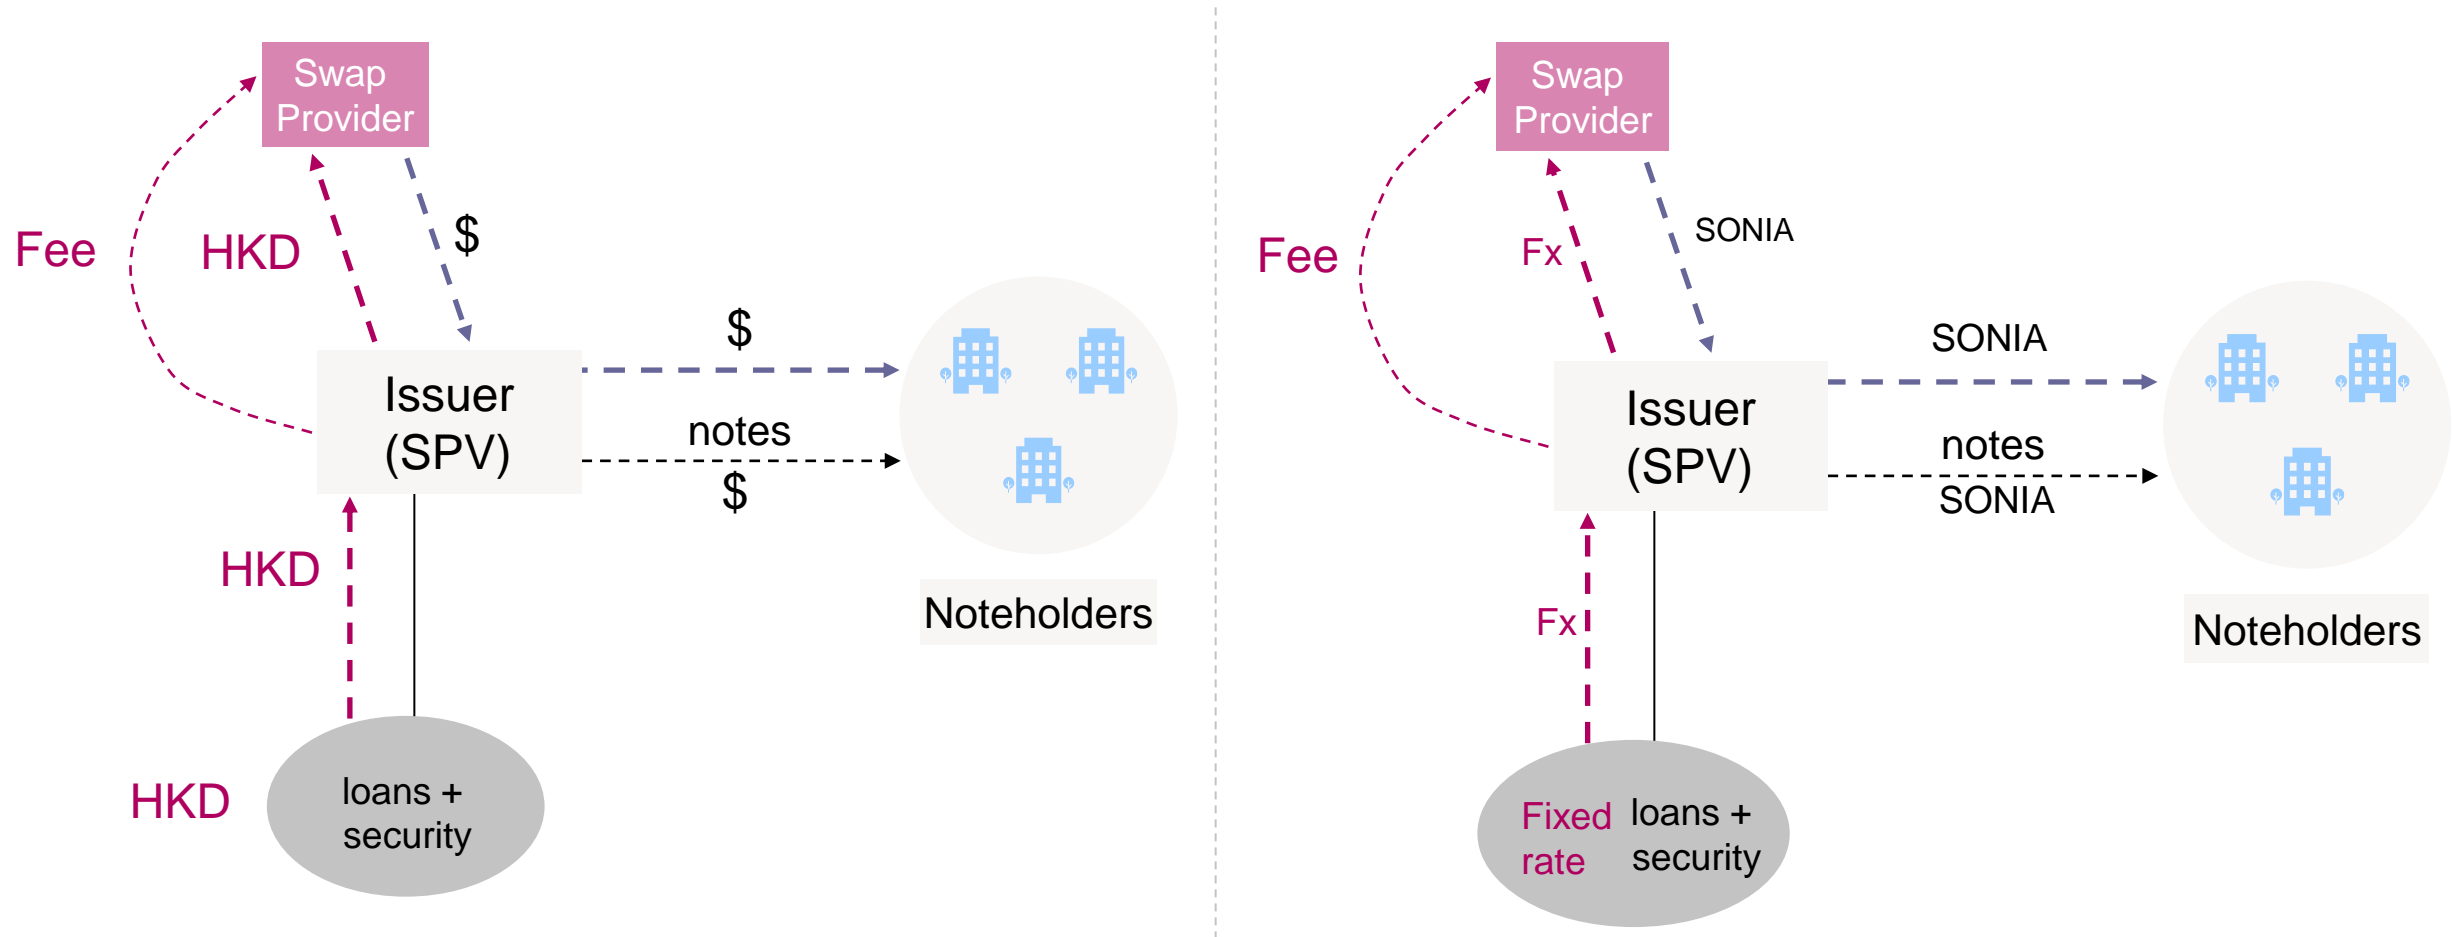 Swap
Provider
Fee
HKD
$
$
Issuer
(SPV)
notes
$
HKD
Noteholders
HKD
loans +
security
Swap
Provider
Fee
Fx
SONIA
SONIA
Issuer
(SPV)
notes
SONIA
Fx
Noteholders
Fixed
rate
loans +
security